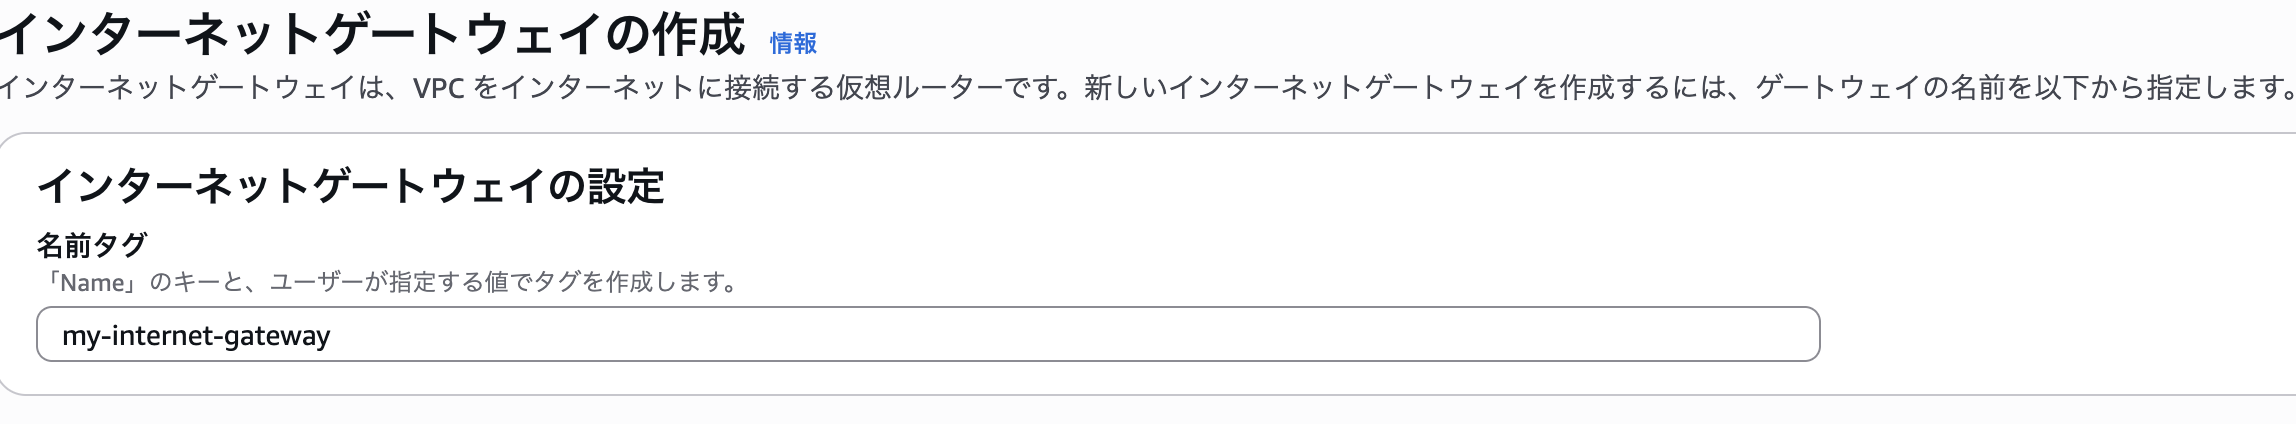 インターネットゲートウェイの作成 情報
インターネットゲートウェイは、VPC をインターネットに接続する仮想ルーターです。新しいインターネットゲートウェイを作成するには、ゲートウェイの名前を以下から指定します。
インターネットゲートウェイの設定
名前タグ
「Name」のキーと、ユーザーが指定する値でタグを作成します。
my-internet-gateway